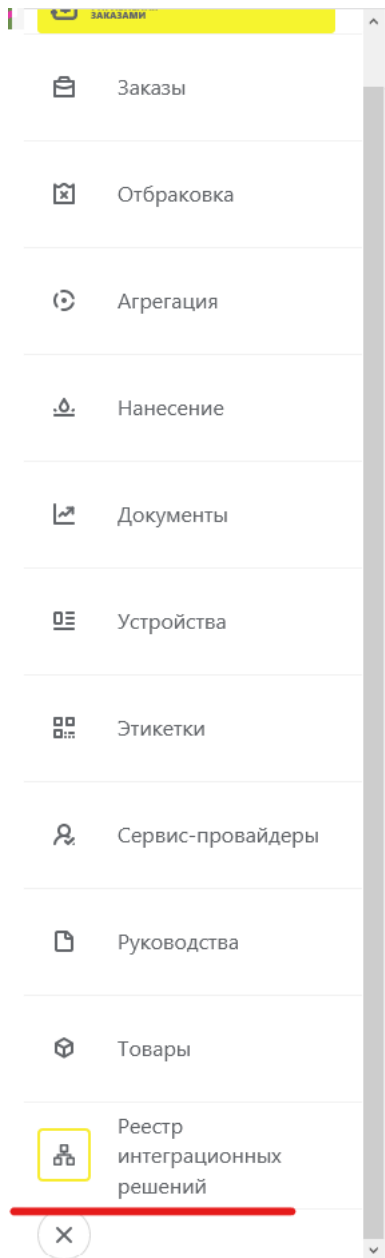 ЗАКАЗАМИ
Заказы
Отбраковка
Агрегация
Нанесение
Документы
Устройства
Этикетки
Сервис-провайдеры
Руководства
Товары
Реестр
интеграционных
решений